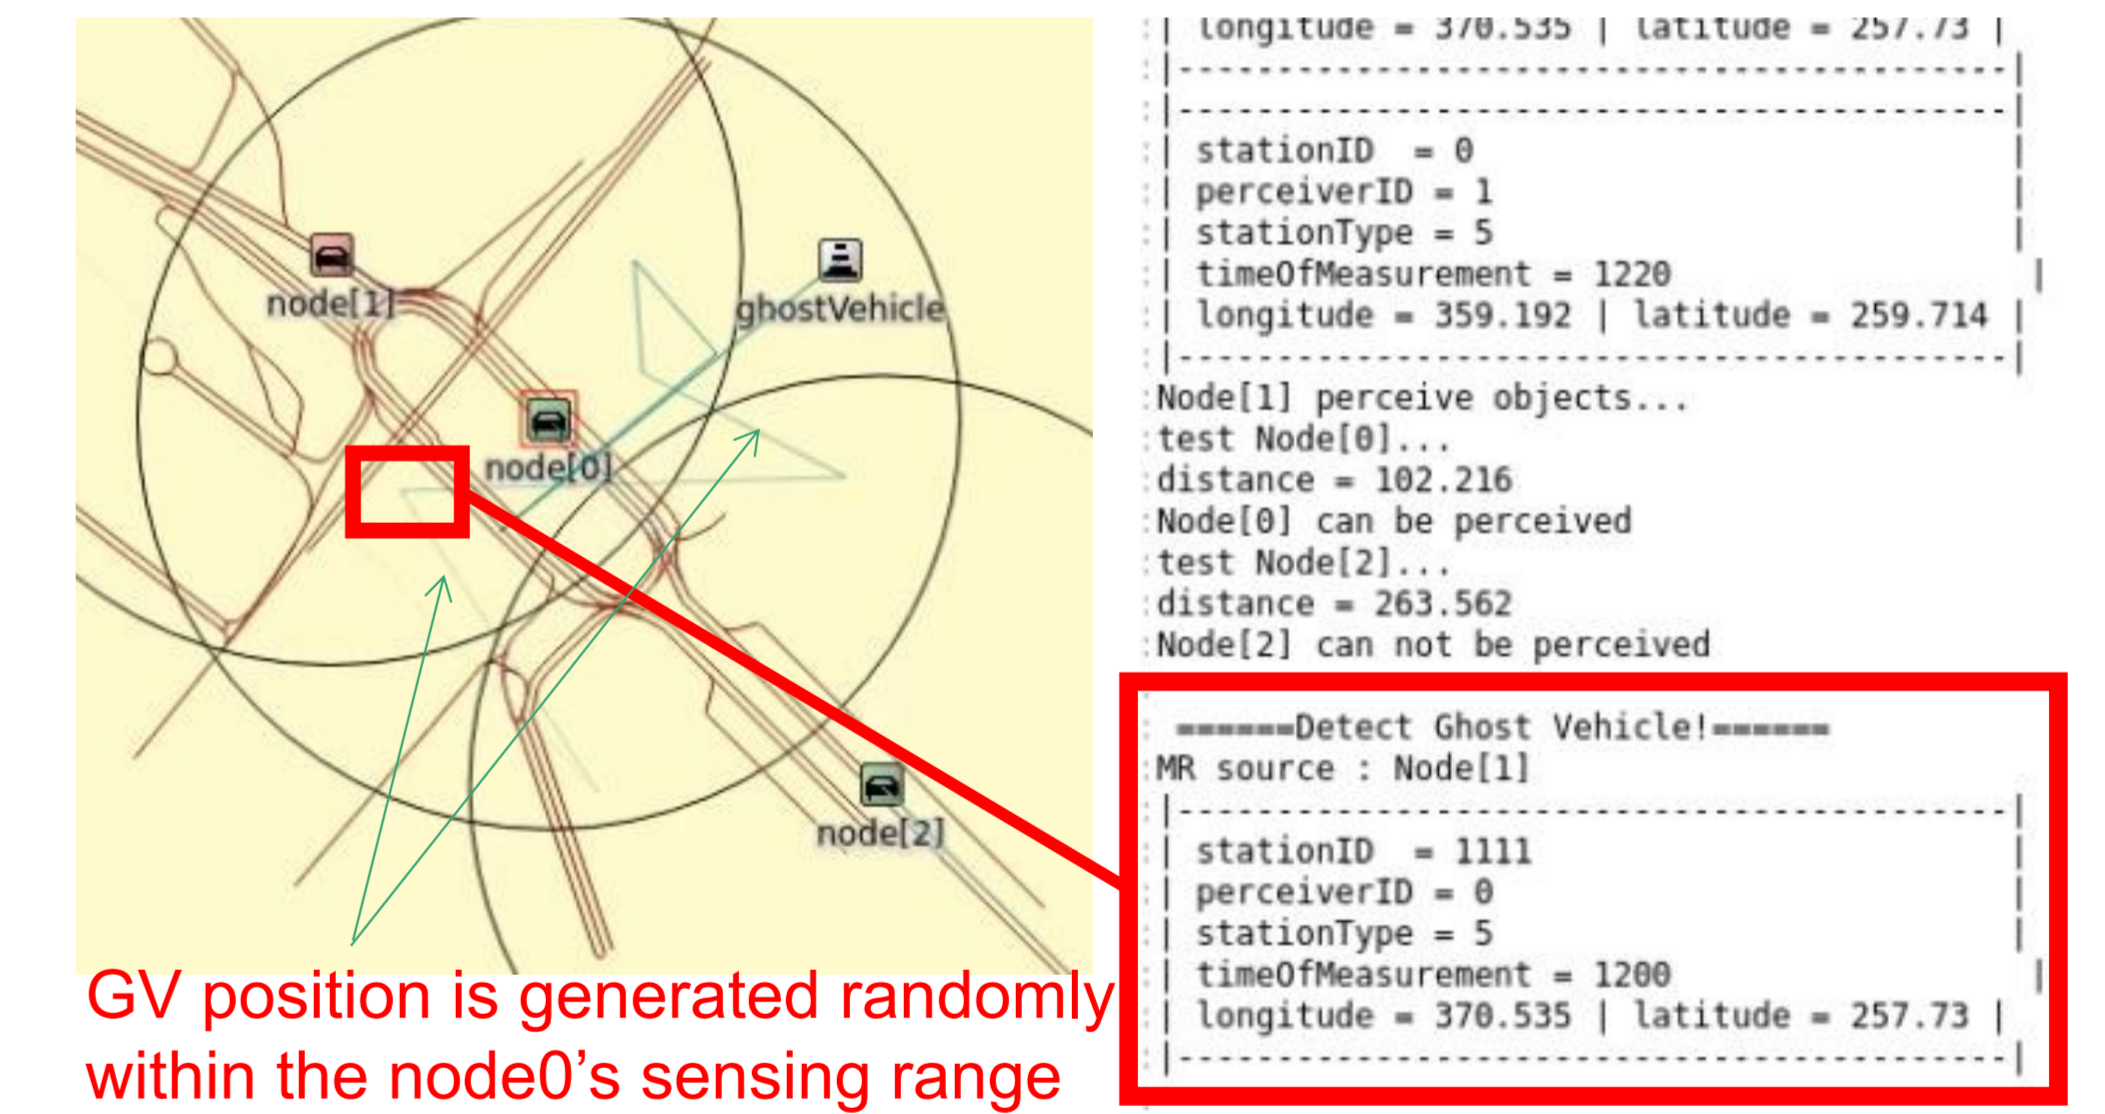 node[1]
ghostVehicle
node[0]
node[2]
GV position is generated randomly
within the node0’s sensing range
| longitude = 370.535 | latitude = 257.73 |
|------------------------------------------|
|------------------------------------------|
| stationID  = 0 |
| perceiverID = 1 |
| stationType = 5 |
| timeOfMeasurement = 1220 |
| longitude = 359.192 | latitude = 259.714 |
|------------------------------------------|
Node[1] perceive objects...
test Node[0]...
distance = 102.216
Node[0] can be perceived
test Node[2]...
distance = 263.562
Node[2] can not be perceived
======Detect Ghost Vehicle!======
MR source : Node[1]
|------------------------------------------|
| stationID  = 1111 |
| perceiverID = 0 |
| stationType = 5 |
| timeOfMeasurement = 1200 |
| longitude = 370.535 | latitude = 257.73 |
|------------------------------------------|